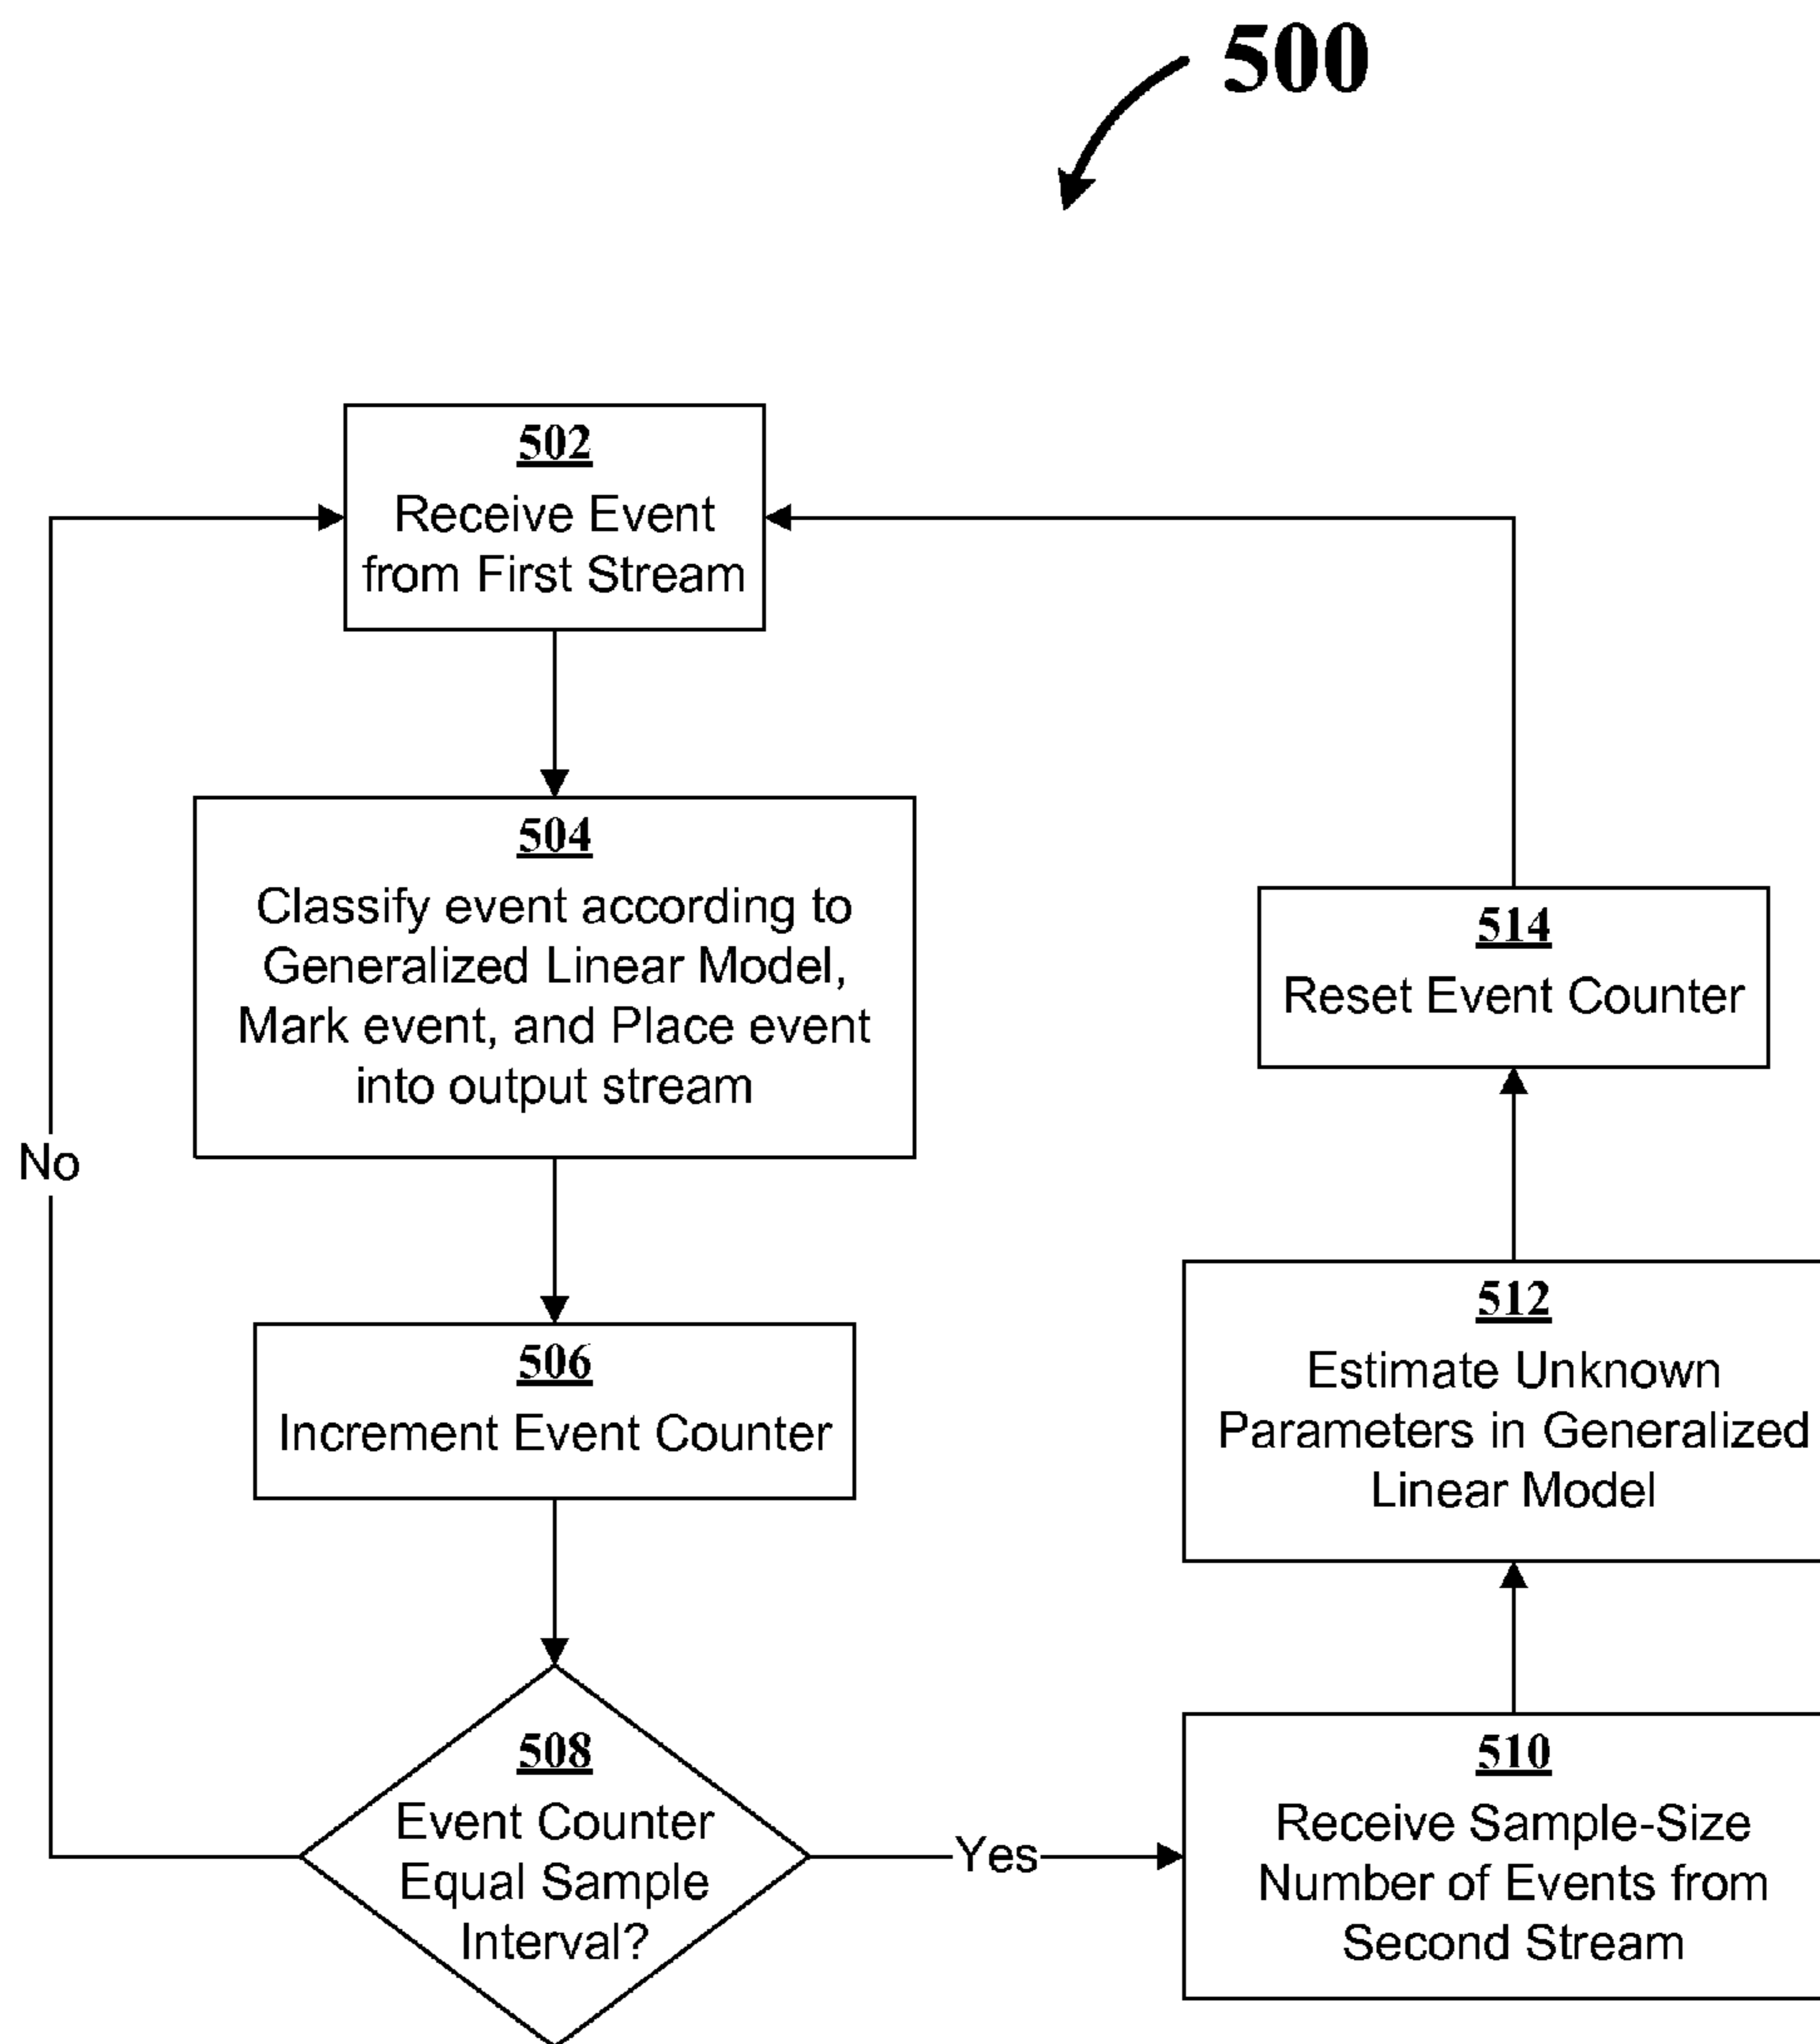 500
502
Receive Event
from First Stream
504
Classify event according to
Generalized Linear Model,
Mark event, and Place event
into output stream
No
506
Increment Event Counter
508
Event Counter
Equal Sample
Interval?
Yes
510
Receive Sample-Size
Number of Events from
Second Stream
512
Estimate Unknown
Parameters in Generalized
Linear Model
514
Reset Event Counter